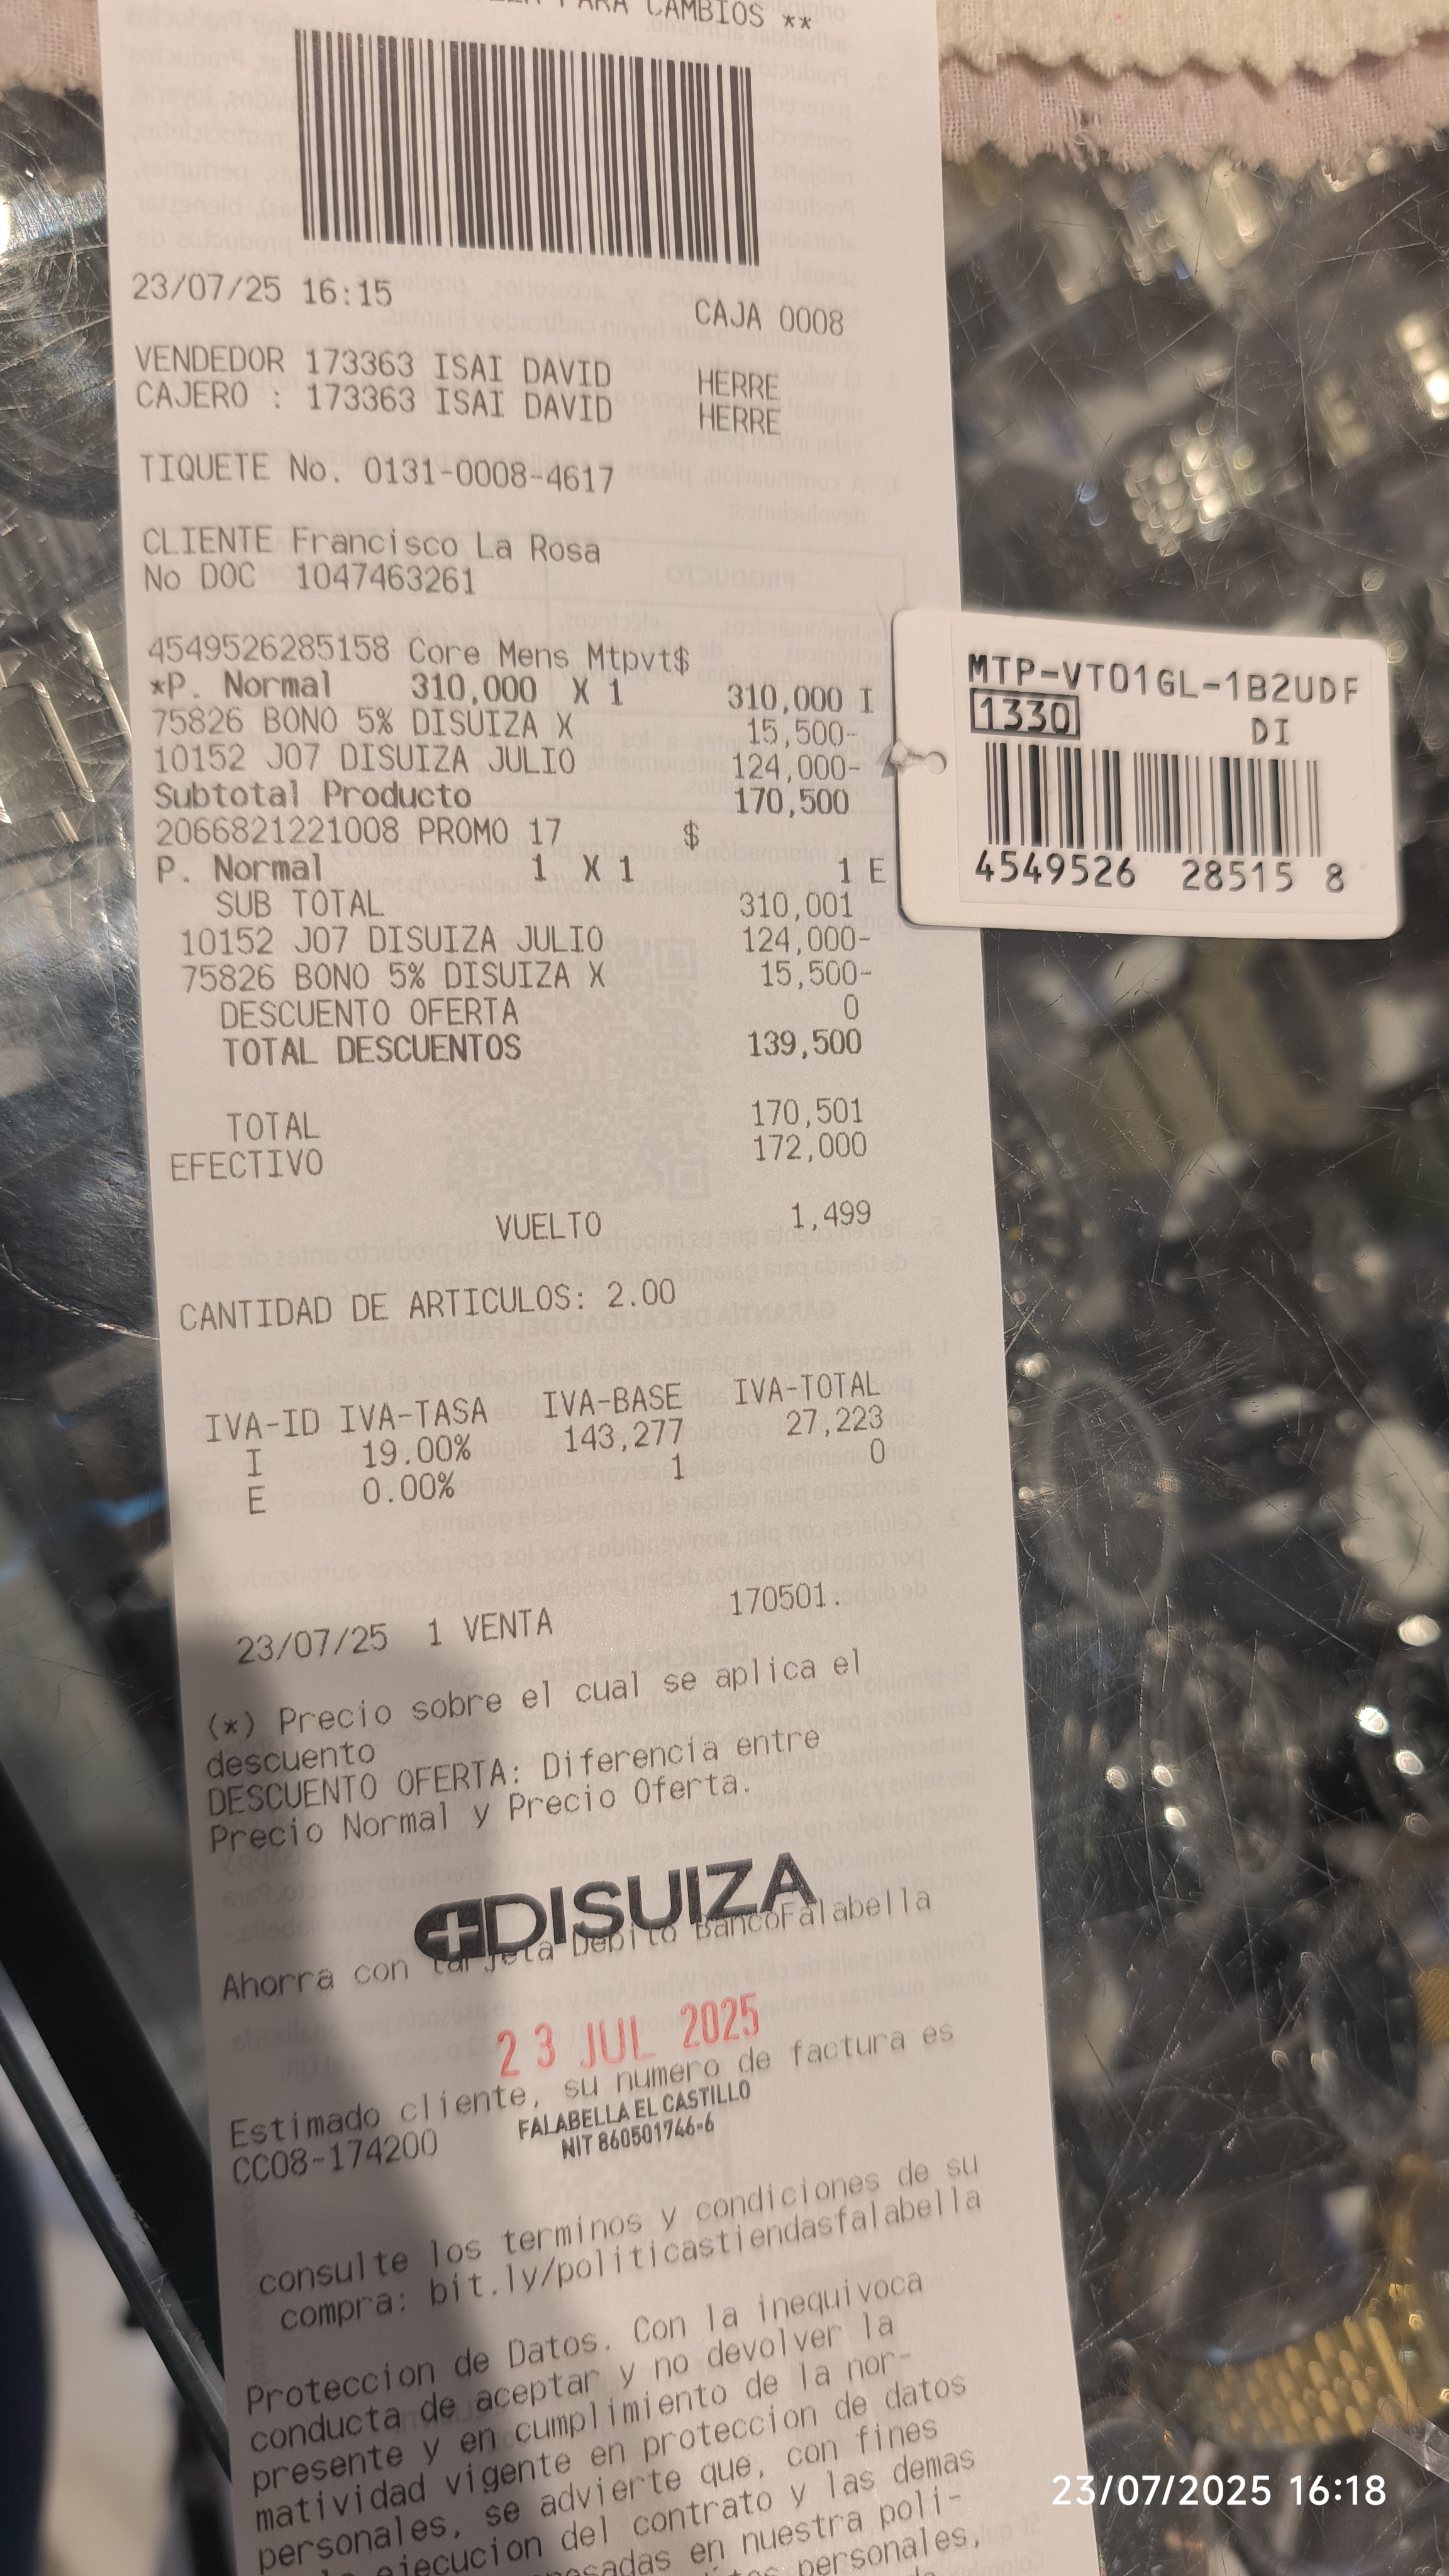 PARA CAMBIOS **
23/07/25 16:15 CAJA 0008
VENDEDOR 173363 ISAI DAVID HERRE
CAJERO : 173363 ISAI DAVID HERRE
TIQUETE No. 0131-0008-4617
CLIENTE Francisco La Rosa
No DOC 1047463261
4549526285158 Core Mens Mtpvt$
*P. Normal 310,000 X 1 310,000 I
75826 BONO 5% DISUIZA X 15,500-
10152 J07 DISUIZA JULIO 124,000-
Subtotal Producto 170,500
2066821221008 PROMO 17 $
P. Normal 1 X 1 1 E
SUB TOTAL 310,001
10152 J07 DISUIZA JULIO 124,000-
75826 BONO 5% DISUIZA X 15,500-
DESCUENTO OFERTA 0
TOTAL DESCUENTOS 139,500
TOTAL 170,501
EFECTIVO 172,000
VUELTO 1,499
CANTIDAD DE ARTICULOS: 2.00
IVA-ID IVA-TASA IVA-BASE IVA-TOTAL
I 19.00% 143,277 27,223
E 0.00% 1 0
23/07/25 1 VENTA 170501.
(*) Precio sobre el cual se aplica el
descuento
DESCUENTO OFERTA: Diferencia entre
Precio Normal y Precio Oferta.
DISUIZA
Ahorra con tarjeta Debito BancoFalabella
23 JUL 2025
Estimado cliente, su numero de factura es
CC08-174200
FALABELLA EL CASTILLO
NIT 860501746-6
consulte los terminos y condiciones de su
compra: bit.ly/politicastiendasfalabella
Proteccion de Datos. Con la inequivoca
conducta de aceptar y no devolver la
presente y en cumplimiento de la nor-
matividad vigente en proteccion de datos
personales, se advierte que, con fines
ejecucion del contrato y las demas
en nuestra poli-
personales,
MTP-VT01GL-1B2UDF
1330 DI
4549526 28515 8
23/07/2025 16:18